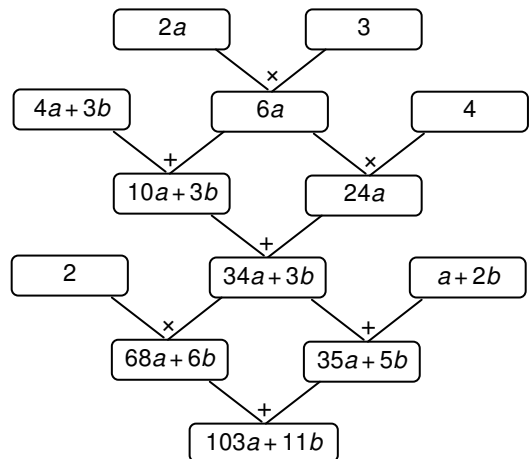 2a 3
×
4a + 3b 6a 4
+ ×
10a + 3b 24a
+
2 34a + 3b a + 2b
× +
68a + 6b 35a + 5b
+
103a + 11b